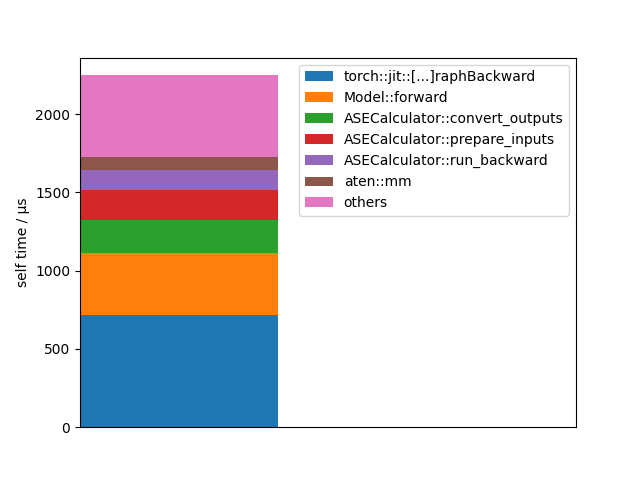 self time / µs
2000
1500
1000
500
0
torch::jit::[...]raphBackward
Model::forward
ASECalculator::convert_outputs
ASECalculator::prepare_inputs
ASECalculator::run_backward
aten::mm
others